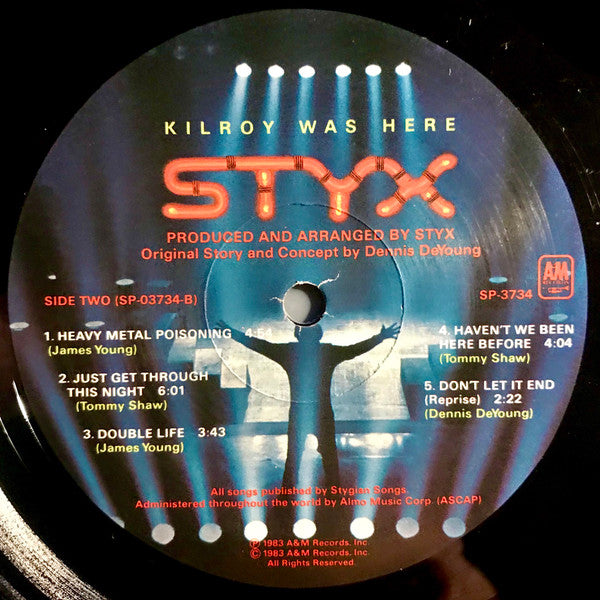 KILROY WAS HERE
STYX
PRODUCED AND ARRANGED BY STYX
Original Story and Concept by Dennis DeYoung
SIDE TWO (SP-03734-B)
SP-3734
A&M
RECORDS
1. HEAVY METAL POISONING 4:54
(James Young)
2. JUST GET THROUGH
THIS NIGHT 6:01
(Tommy Shaw)
3. DOUBLE LIFE 3:43
(James Young)
4. HAVEN'T WE BEEN
HERE BEFORE 4:04
(Tommy Shaw)
5. DON'T LET IT END
(Reprise) 2:22
(Dennis DeYoung)
All songs published by Stygian Songs.
Administered throughout the world by Almo Music Corp. (ASCAP)
℗ 1983 A&M Records, Inc.
© 1983 A&M Records, Inc.
All Rights Reserved.